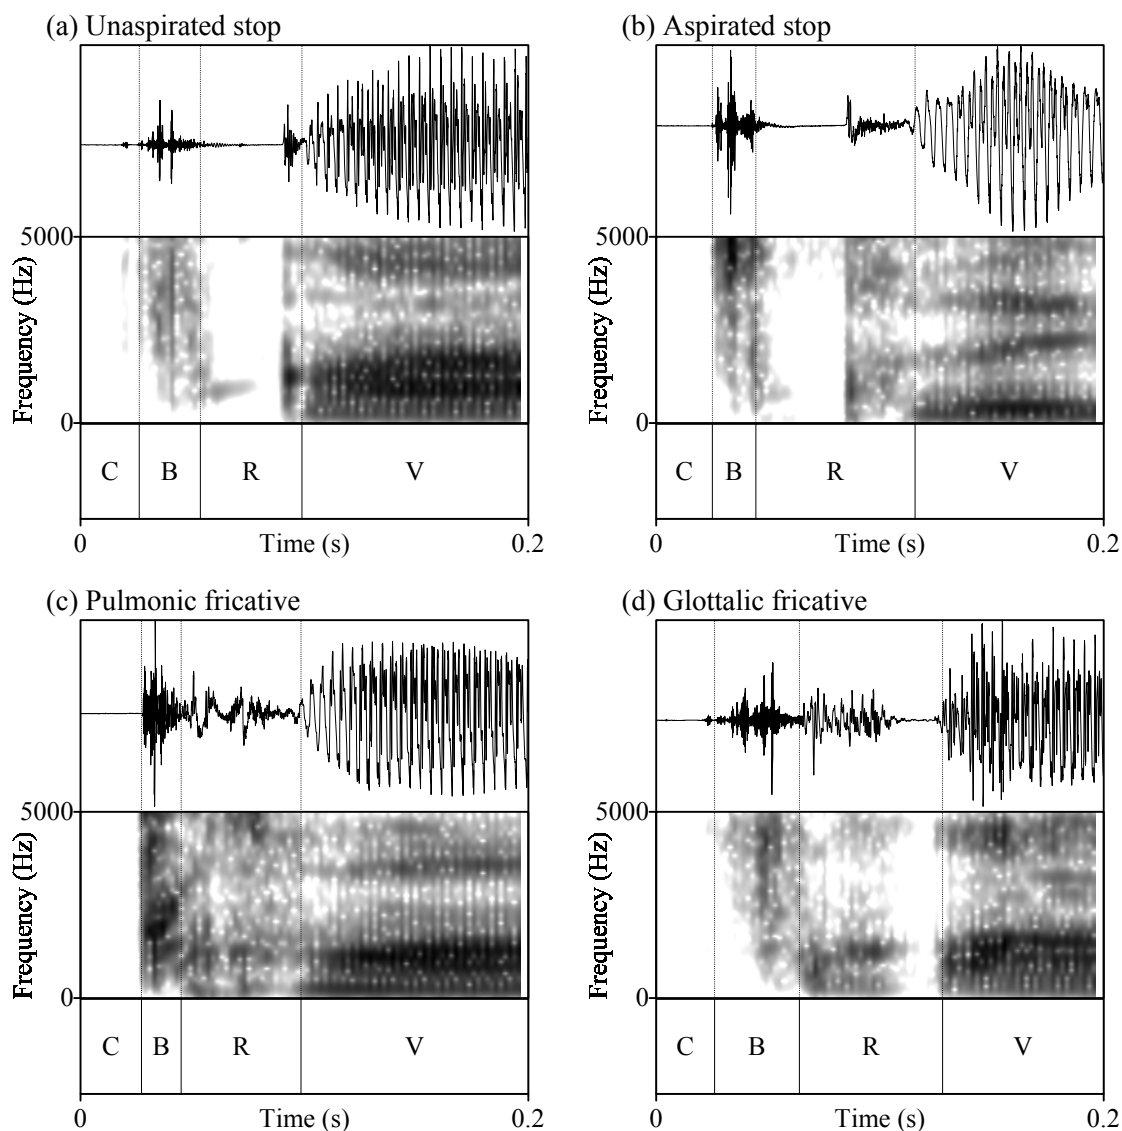 (a) Unaspirated stop
(b) Aspirated stop
5000
0
Frequency (Hz)
C B R V
0 Time (s) 0.2
5000
0
Frequency (Hz)
C B R V
0 Time (s) 0.2
(c) Pulmonic fricative
(d) Glottalic fricative
5000
0
Frequency (Hz)
C B R V
0 Time (s) 0.2
5000
0
Frequency (Hz)
C B R V
0 Time (s) 0.2